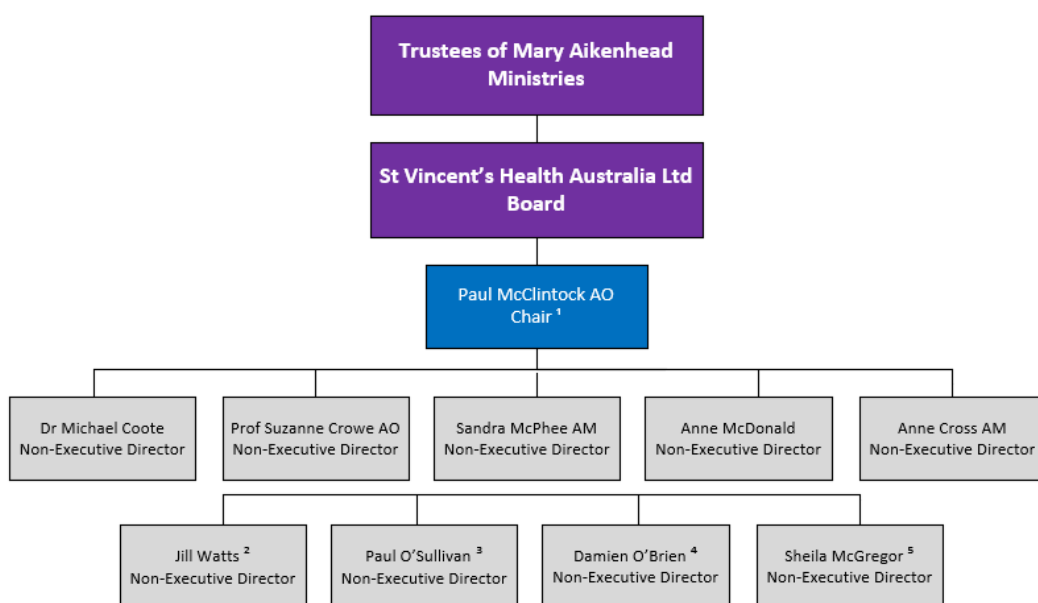 Trustees of Mary Aikenhead
Ministries
St Vincent’s Health Australia Ltd
Board
Paul McClintock AO
Chair ¹
Dr Michael Coote
Non-Executive Director
Prof Suzanne Crowe AO
Non-Executive Director
Sandra McPhee AM
Non-Executive Director
Anne McDonald
Non-Executive Director
Anne Cross AM
Non-Executive Director
Jill Watts ²
Non-Executive Director
Paul O’Sullivan ³
Non-Executive Director
Damien O’Brien ⁴
Non-Executive Director
Sheila McGregor ⁵
Non-Executive Director